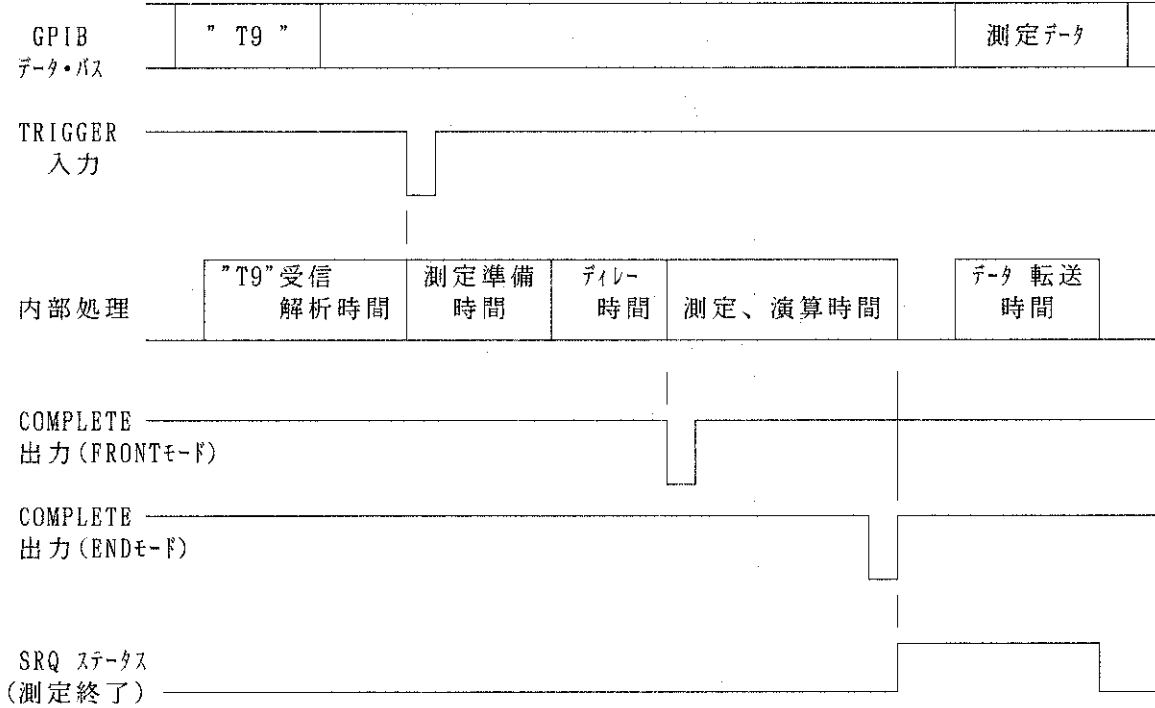 GPIB
データ・バス
" T9 "
測定データ
TRIGGER
入力
内部処理
"T9"受信
解析時間
測定準備
時間
ディレー
時間
測定、演算時間
データ 転送
時間
COMPLETE
出力(FRONTモード)
COMPLETE
出力(ENDモード)
SRQ ステータス
(測定終了)